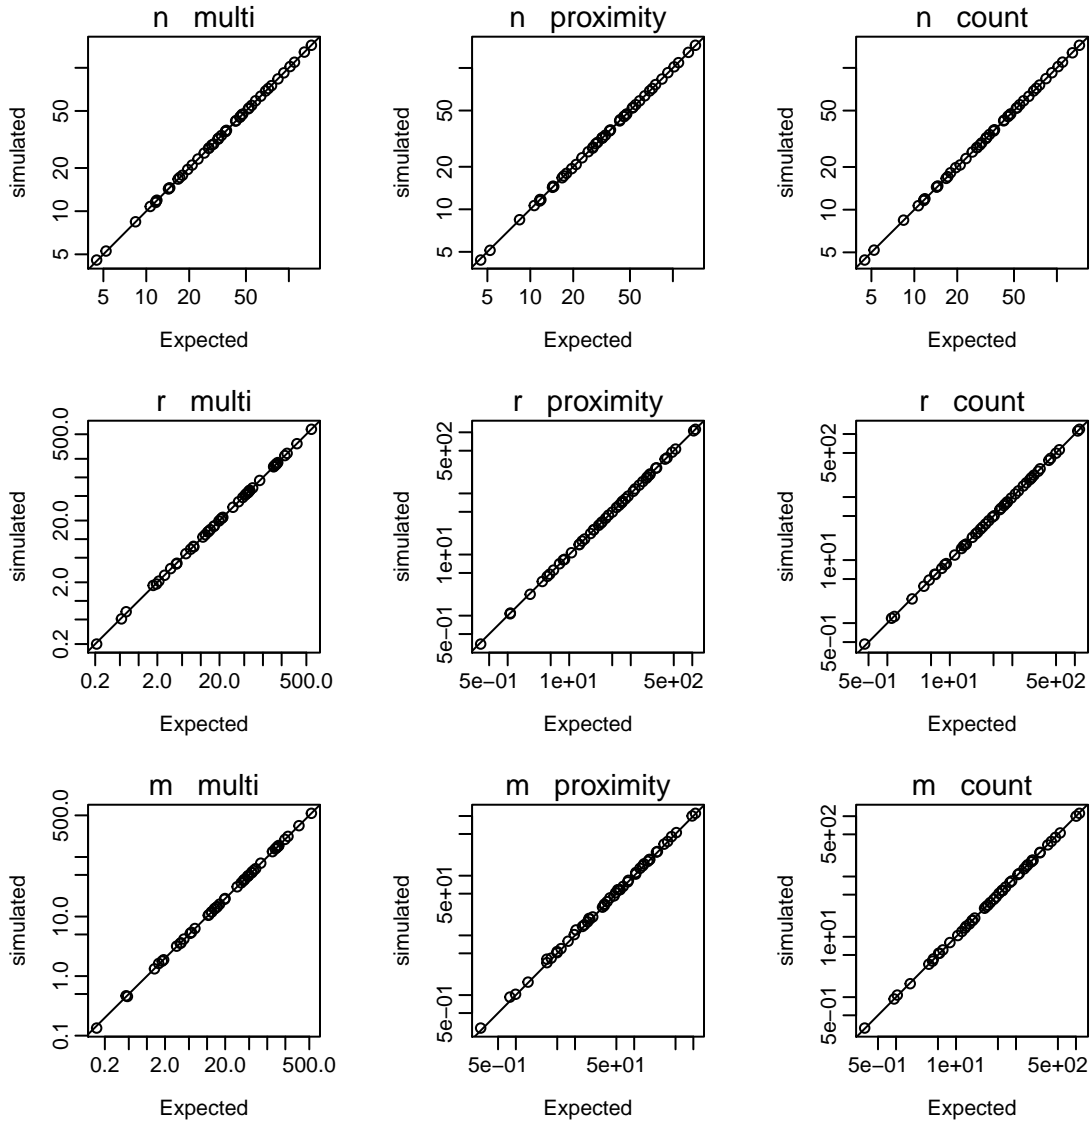 n multi
simulated
5 10 20 50
5 10 20 50
Expected
n proximity
simulated
5 10 20 50
5 10 20 50
Expected
n count
simulated
5 10 20 50
5 10 20 50
Expected
r multi
simulated
0.2 2.0 20.0 500.0
0.2 2.0 20.0 500.0
Expected
r proximity
simulated
5e−01 1e+01 5e+02
5e−01 1e+01 5e+02
Expected
r count
simulated
5e−01 1e+01 5e+02
5e−01 1e+01 5e+02
Expected
m multi
simulated
0.1 1.0 10.0 500.0
0.2 2.0 20.0 500.0
Expected
m proximity
simulated
5e−01 5e+01
5e−01 5e+01
Expected
m count
simulated
5e−01 1e+01 5e+02
5e−01 1e+01 5e+02
Expected